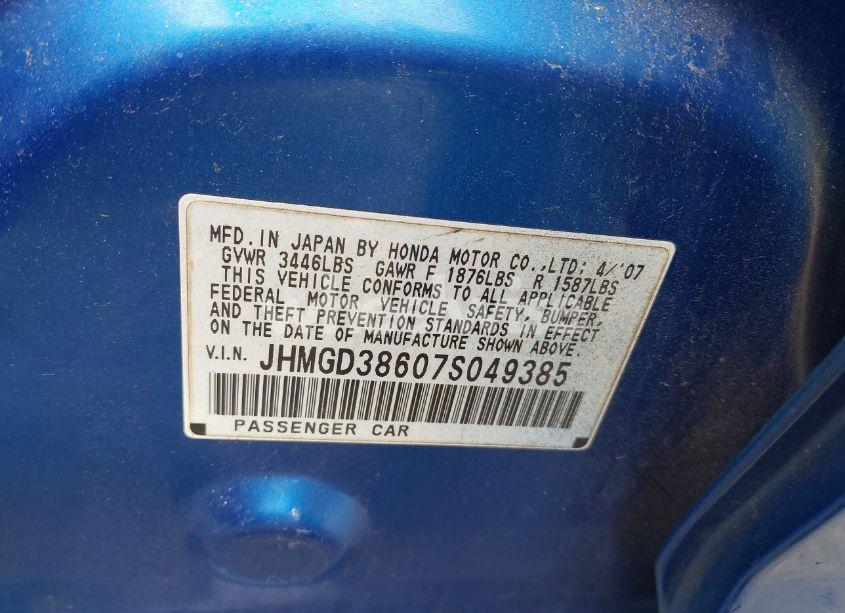 MFD.IN JAPAN BY HONDA MOTOR CO.,LTD; 4/'07
GVWR 3446LBS GAWR F 1876LBS R 1587LBS
THIS VEHICLE CONFORMS TO ALL APPLICABLE
FEDERAL MOTOR VEHICLE SAFETY, BUMPER,
AND THEFT PREVENTION STANDARDS IN EFFECT
ON THE DATE OF MANUFACTURE SHOWN ABOVE.
V.I.N. JHMGD38607S049385
PASSENGER CAR